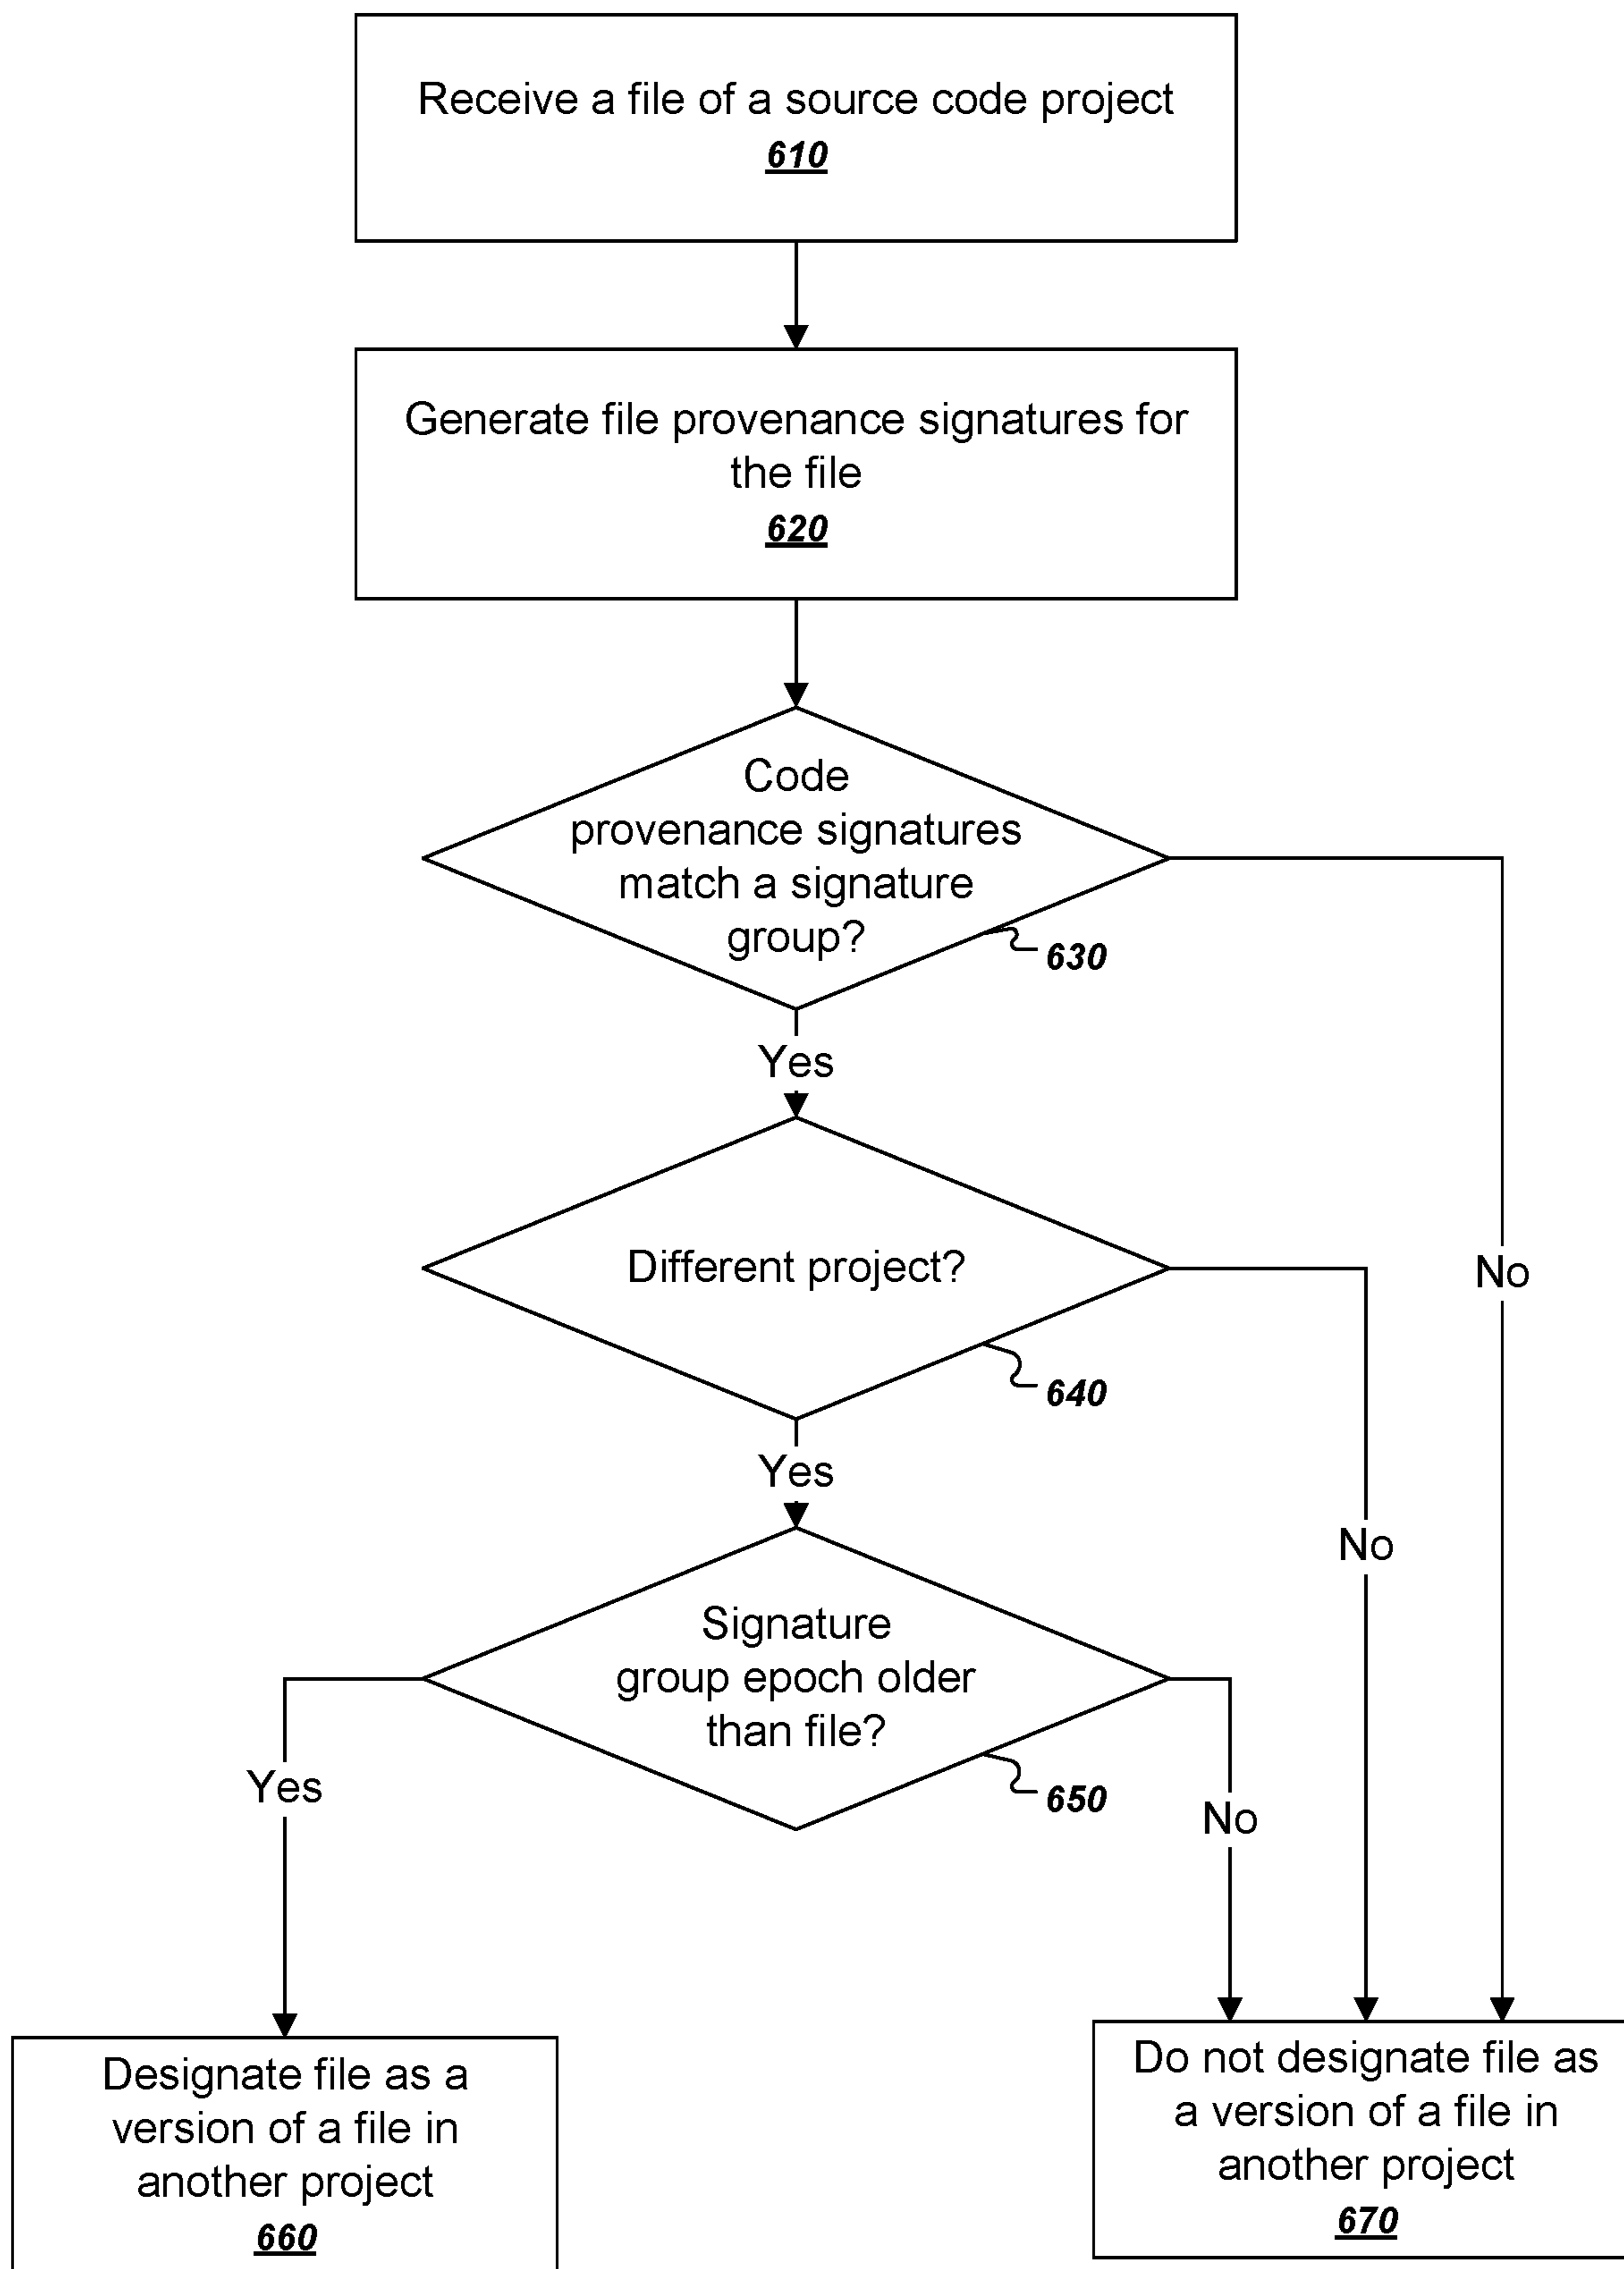 Receive a file of a source code project
610
Generate file provenance signatures for
the file
620
Code
provenance signatures
match a signature
group?
630
Yes
Different project?
No
640
Yes
No
Signature
group epoch older
than file?
Yes
650
No
Designate file as a
version of a file in
another project
660
Do not designate file as
a version of a file in
another project
670